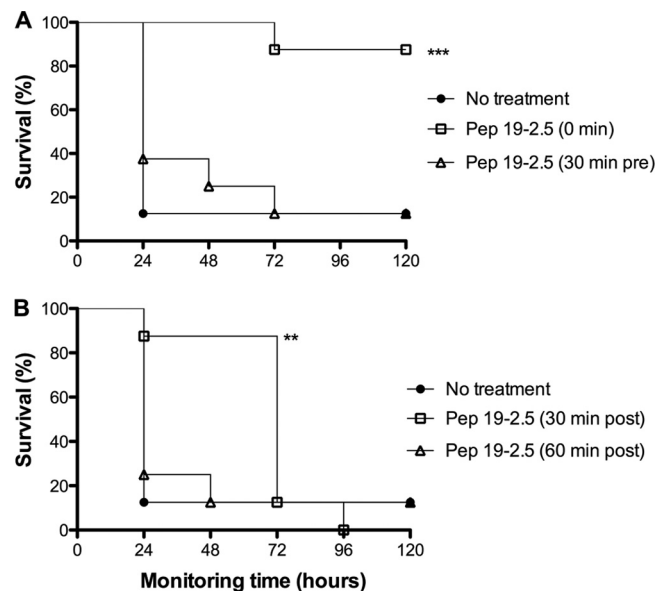 A
Survival (%)
100
80
60
40
20
0
0 24 48 72 96 120
***
No treatment
Pep 19-2.5 (0 min)
Pep 19-2.5 (30 min pre)
B
Survival (%)
100
80
60
40
20
0
0 24 48 72 96 120
**
No treatment
Pep 19-2.5 (30 min post)
Pep 19-2.5 (60 min post)
Monitoring time (hours)